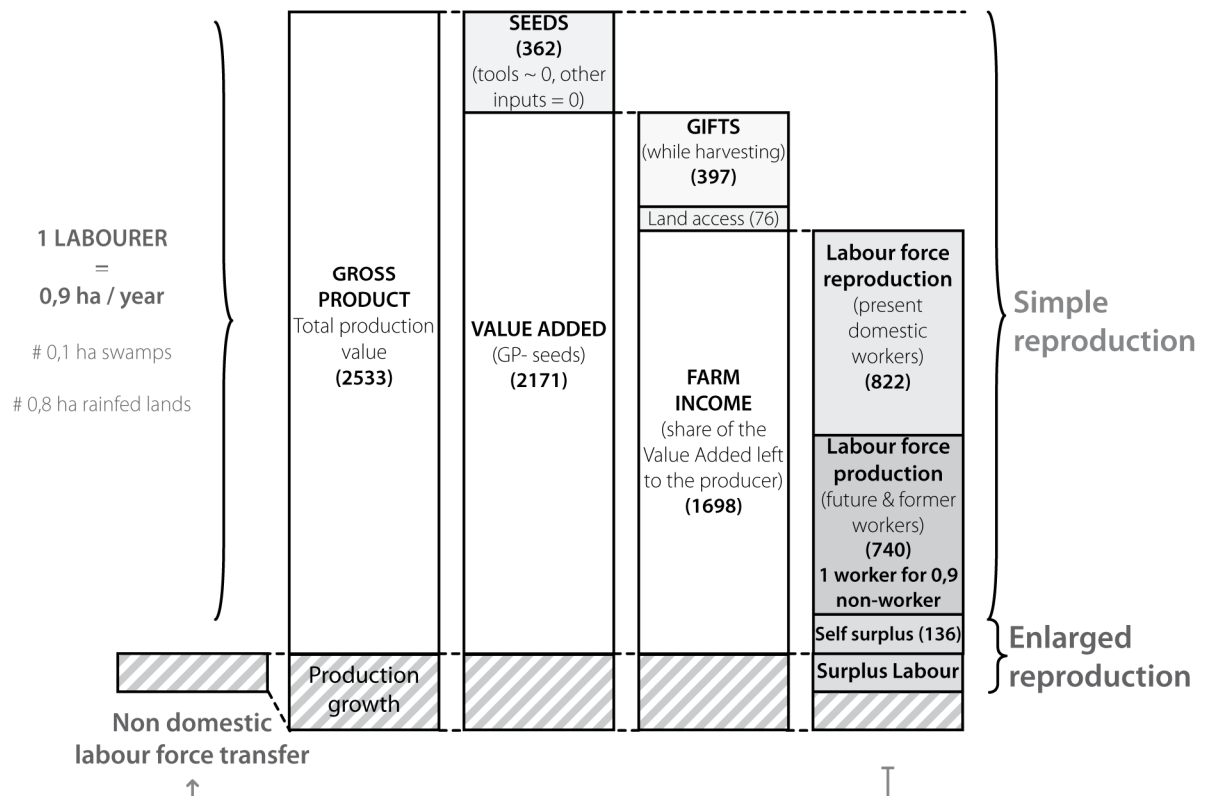 1 LABOURER
=
0,9 ha / year
# 0,1 ha swamps
# 0,8 ha rainfed lands
GROSS
PRODUCT
Total production
value
(2533)
Production
growth
Non domestic
labour force transfer
SEEDS
(362)
(tools ~ 0, other
inputs = 0)
VALUE ADDED
(GP- seeds)
(2171)
GIFTS
(while harvesting)
(397)
Land access (76)
FARM
INCOME
(share of the
Value Added left
to the producer)
(1698)
Labour force
reproduction
(present
domestic
workers)
(822)
Labour force
production
(future & former
workers)
(740)
1 worker for 0,9
non-worker
Self surplus (136)
Surplus Labour
Simple
reproduction
Enlarged
reproduction